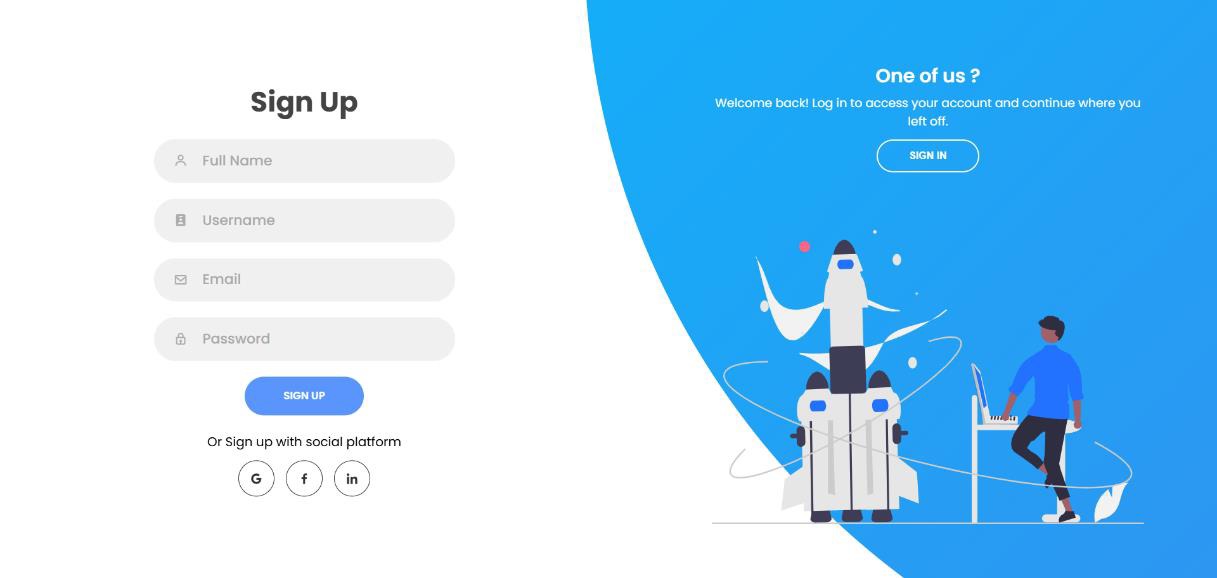 Sign Up
Full Name
Username
Email
Password
SIGN UP
Or Sign up with social platform
G f in
One of us ?
Welcome back! Log in to access your account and continue where you
left off.
SIGN IN